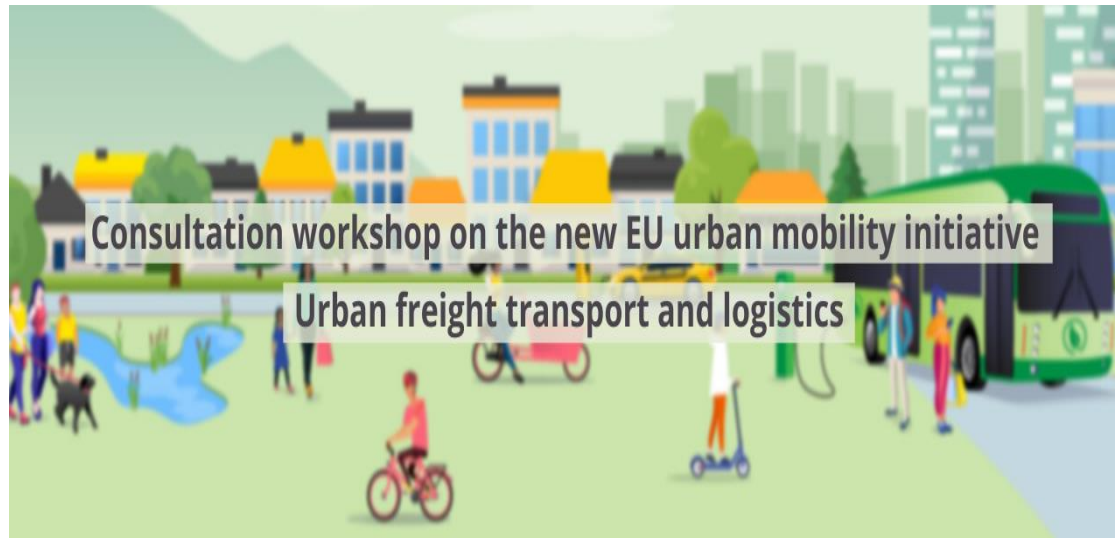 Consultation workshop on the new EU urban mobility initiative
Urban freight transport and logistics